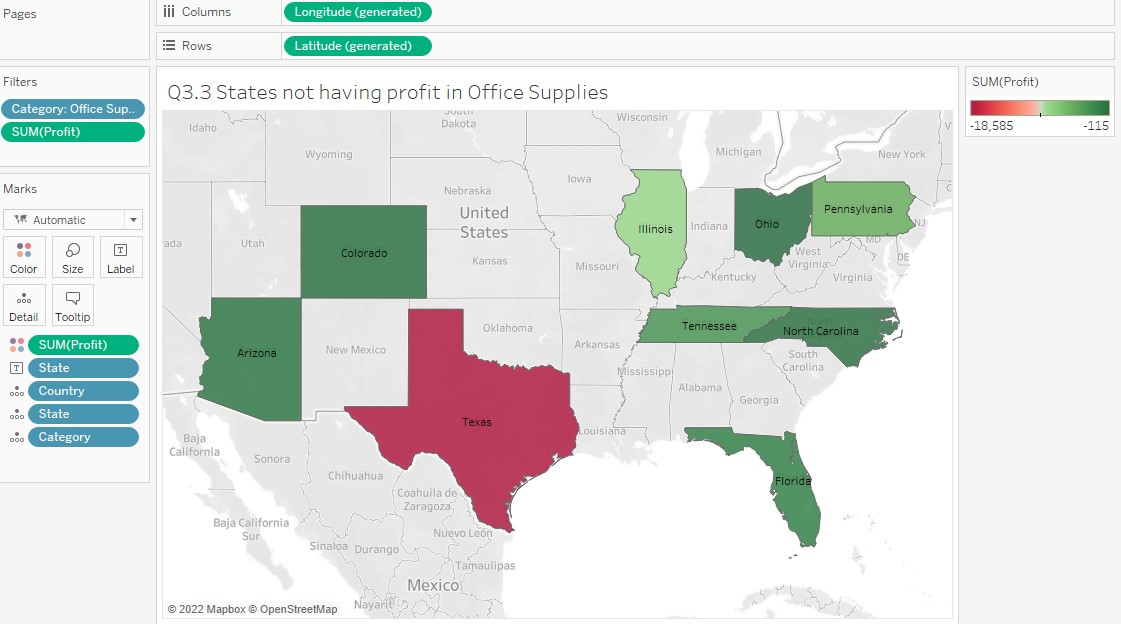 Pages
Columns
Longitude (generated)
Rows
Latitude (generated)
Filters
Category: Office Sup..
SUM(Profit)
Marks
Automatic
Color
Size
Label
Detail
Tooltip
SUM(Profit)
State
Country
State
Category
Q3.3 States not having profit in Office Supplies
SUM(Profit)
-18,585
-115
South
Dakota
Wisconsin
Idaho
Wyoming
Michigan
New York
Iowa
Nebraska
Pennsylvania
United
States
Illinois
Indiana
Ohio
NJ
Utah
Colorado
Kansas
Missouri
West
Virginia
MD
DE
Kentucky
Virginia
Arizona
New Mexico
Oklahoma
Arkansas
Tennessee
North Carolina
South
Carolina
Mississippi
Alabama
Georgia
Texas
Louisiana
Florida
Baja
California
Sonora
Chihuahua
Coahuila de
Zaragoza
Baja California
Sur
Nuevo León
Sinaloa
Durango
Tamaulipas
Mexico
Nayarit
© 2022 Mapbox © OpenStreetMap